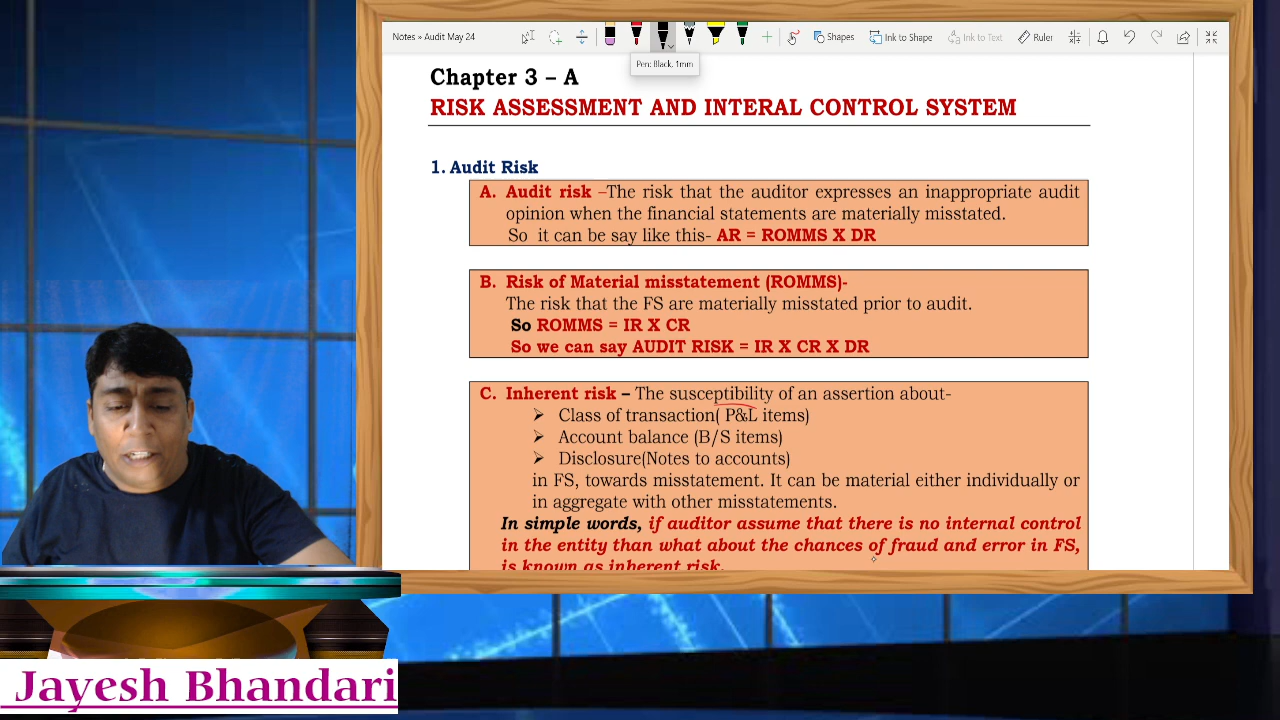 Notes » Audit May 24
Shapes
Ink to Shape
Ink to Text
Ruler
Pen: Black, 1mm
Chapter 3 – A
RISK ASSESSMENT AND INTERAL CONTROL SYSTEM
1. Audit Risk
A. Audit risk –The risk that the auditor expresses an inappropriate audit
opinion when the financial statements are materially misstated.
So it can be say like this- AR = ROMMS X DR
B. Risk of Material misstatement (ROMMS)-
The risk that the FS are materially misstated prior to audit.
So ROMMS = IR X CR
So we can say AUDIT RISK = IR X CR X DR
C. Inherent risk – The susceptibility of an assertion about-
➢ Class of transaction( P&L items)
➢ Account balance (B/S items)
➢ Disclosure(Notes to accounts)
in FS, towards misstatement. It can be material either individually or
in aggregate with other misstatements.
In simple words, if auditor assume that there is no internal control
in the entity than what about the chances of fraud and error in FS,
is known as inherent risk.
Jayesh Bhandari